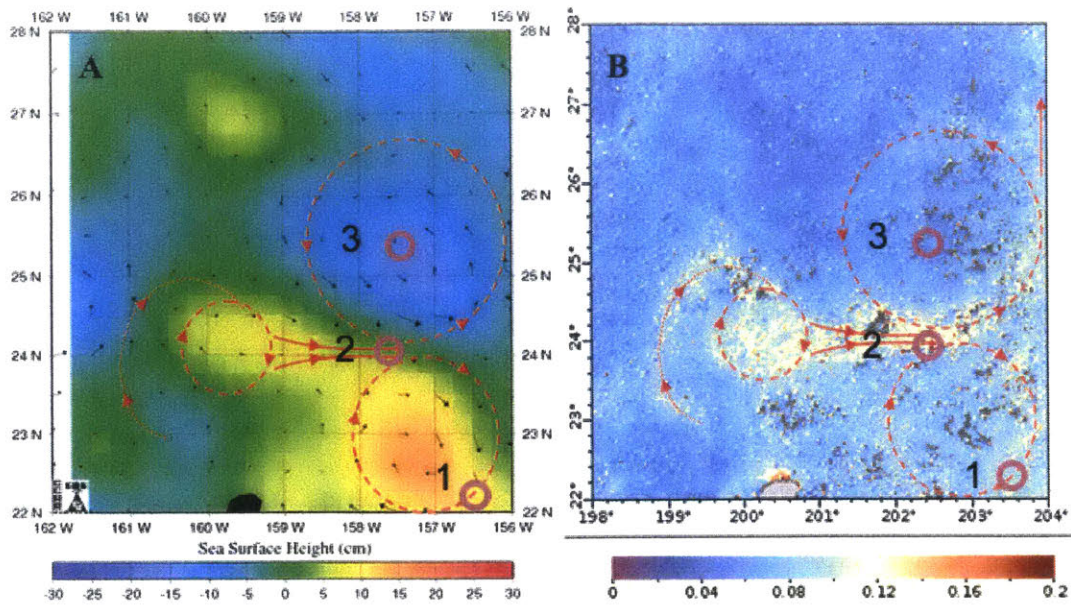 162 W 160 W 159 W 158 W 157 W 156 W
28 N A 28 N
27 N 27 N
26 N 26 N
3
25 N 25 N
24 N 2 24 N
23 N 23 N
1
22 N 22 N
162 W 161 W 160 W 159 W 158 W 157 W 156 W
Sea Surface Height (cm)
-30 -25 -20 -15 -10 -5 0 5 10 15 20 25 30
28°
B
27°
26°
3
25°
24° 2
23°
1
22°
198° 199° 200° 201° 202° 203° 204°
0 0.04 0.08 0.12 0.16 0.2